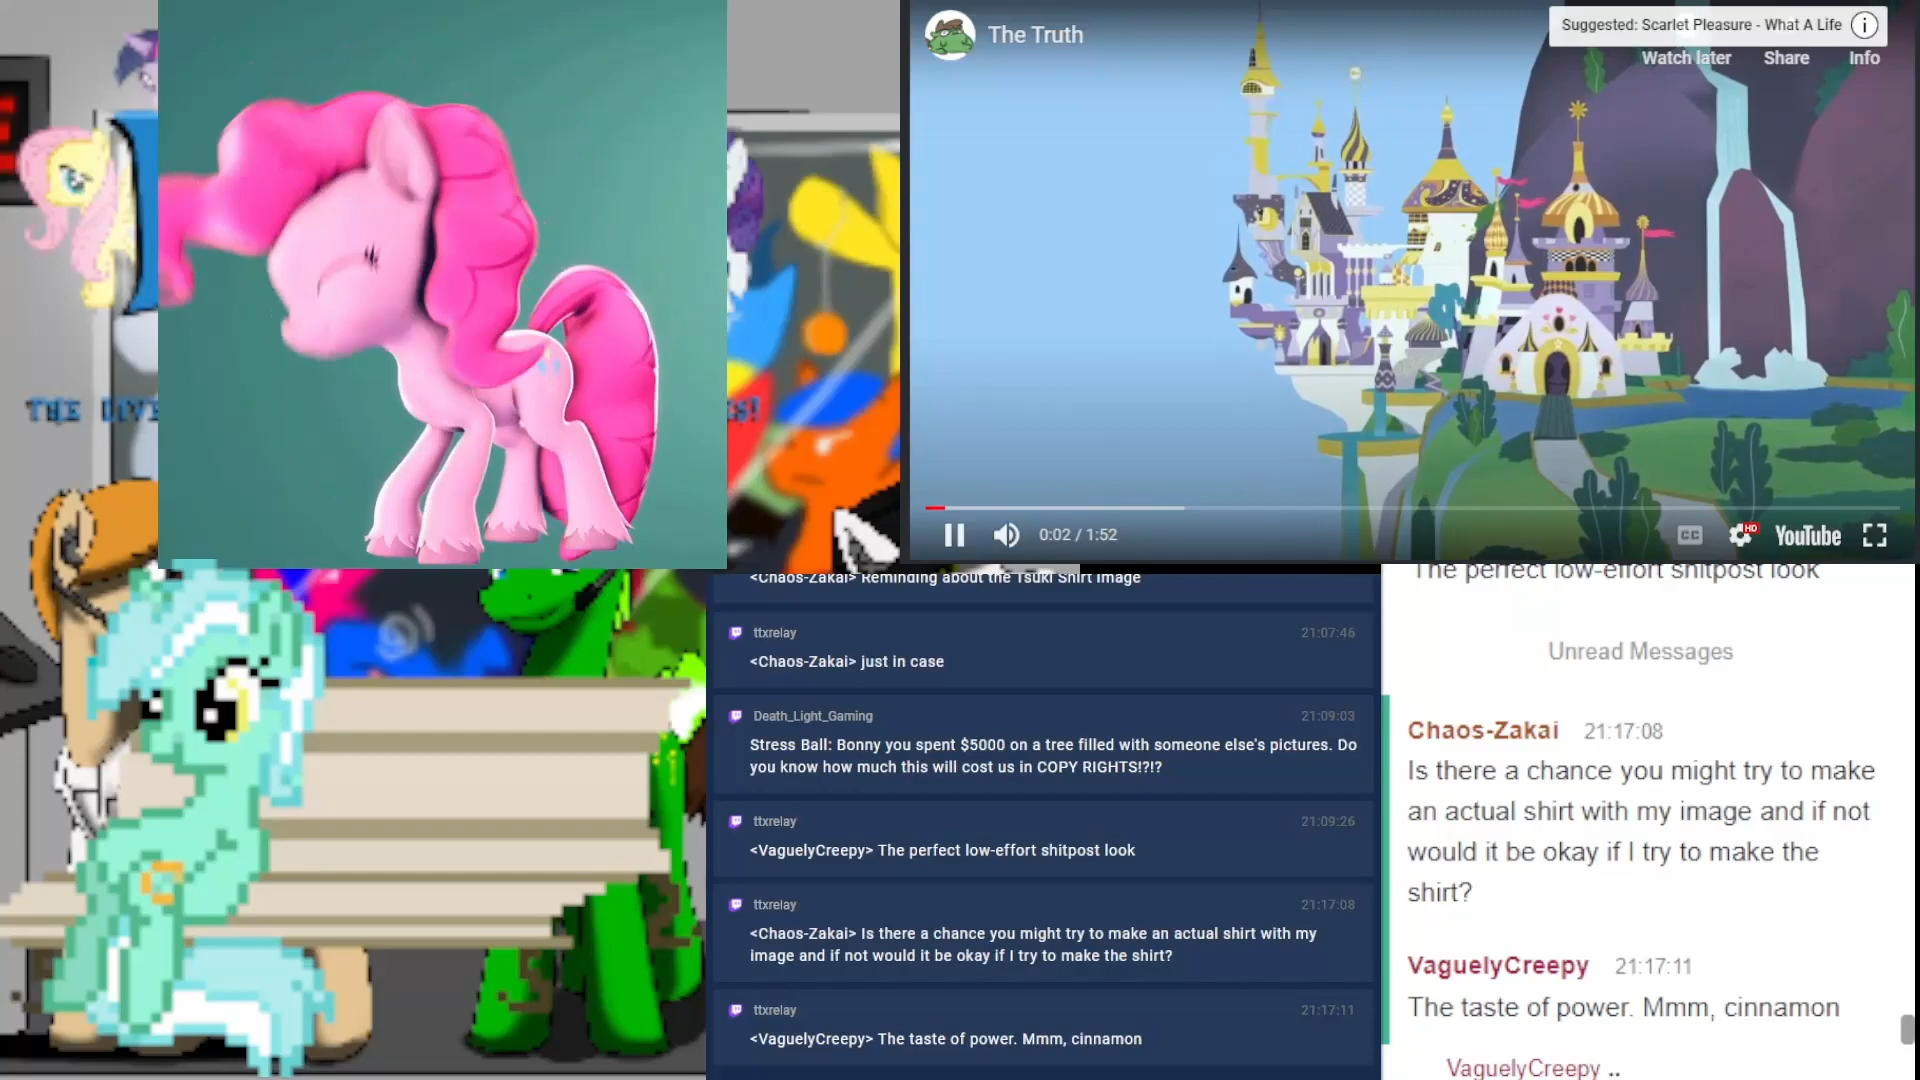 The Truth
Suggested: Scarlet Pleasure - What A Life
Watch later Share Info
0:02 / 1:52
CC
HD
YouTube
THE
<Chaos-Zakai> Reminding about the Tsuki Shirt Image
ttxrelay 21:07:46
<Chaos-Zakai> just in case
Death_Light_Gaming 21:09:03
Stress Ball: Bonny you spent $5000 on a tree filled with someone else's pictures. Do
you know how much this will cost us in COPY RIGHTS!?!?
ttxrelay 21:09:26
<VaguelyCreepy> The perfect low-effort shitpost look
ttxrelay 21:17:08
<Chaos-Zakai> Is there a chance you might try to make an actual shirt with my
image and if not would it be okay if I try to make the shirt?
ttxrelay 21:17:11
<VaguelyCreepy> The taste of power. Mmm, cinnamon
The perfect low-effort shitpost look
Unread Messages
Chaos-Zakai 21:17:08
Is there a chance you might try to make
an actual shirt with my image and if not
would it be okay if I try to make the
shirt?
VaguelyCreepy 21:17:11
The taste of power. Mmm, cinnamon
VaguelyCreepy ..